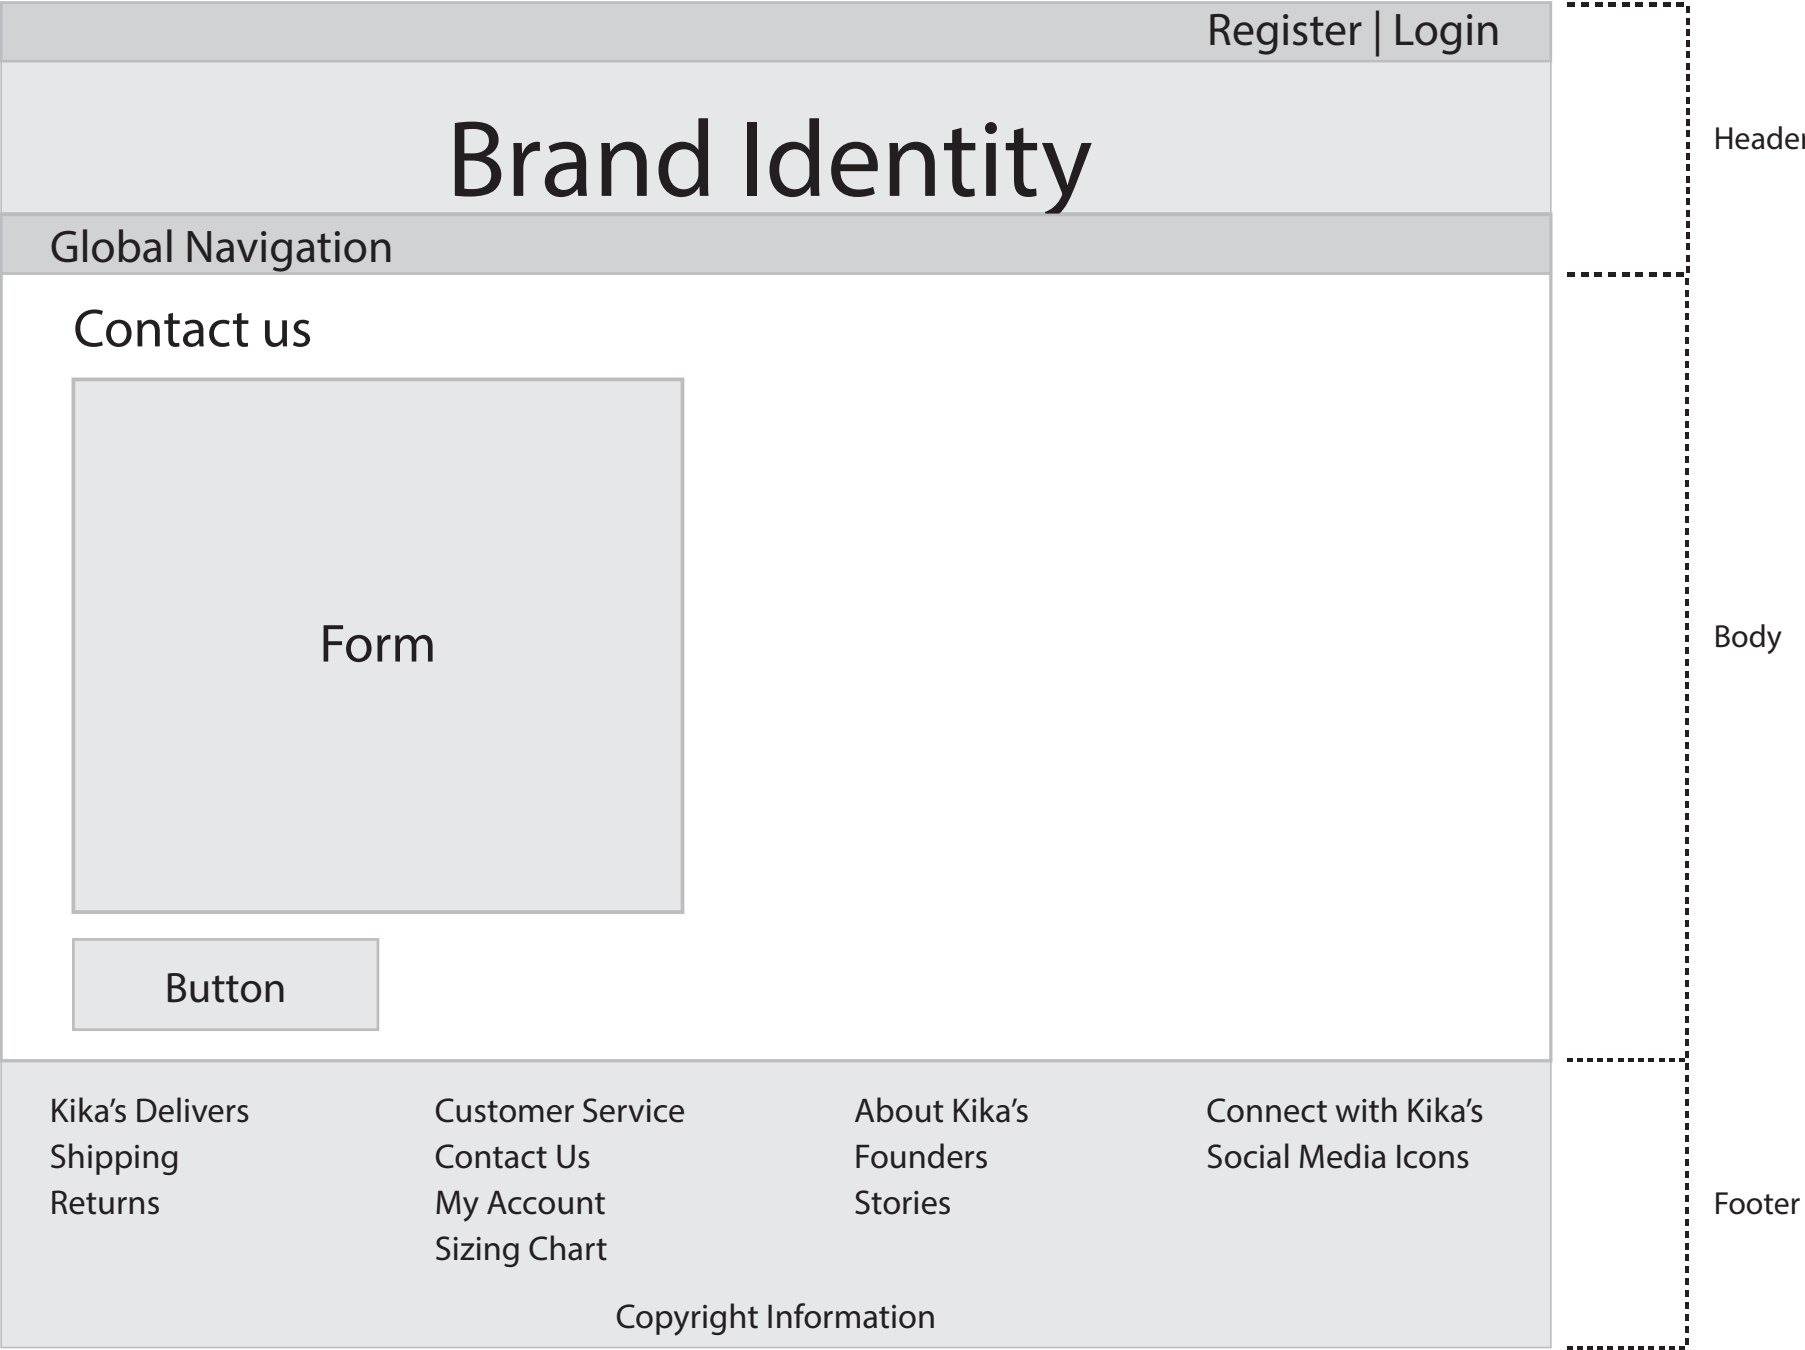 Register | Login
Brand Identity
Header
Global Navigation
Contact us
Form
Body
Button
Kika’s Delivers
Shipping
Returns
Customer Service
Contact Us
My Account
Sizing Chart
About Kika’s
Founders
Stories
Connect with Kika’s
Social Media Icons
Footer
Copyright Information